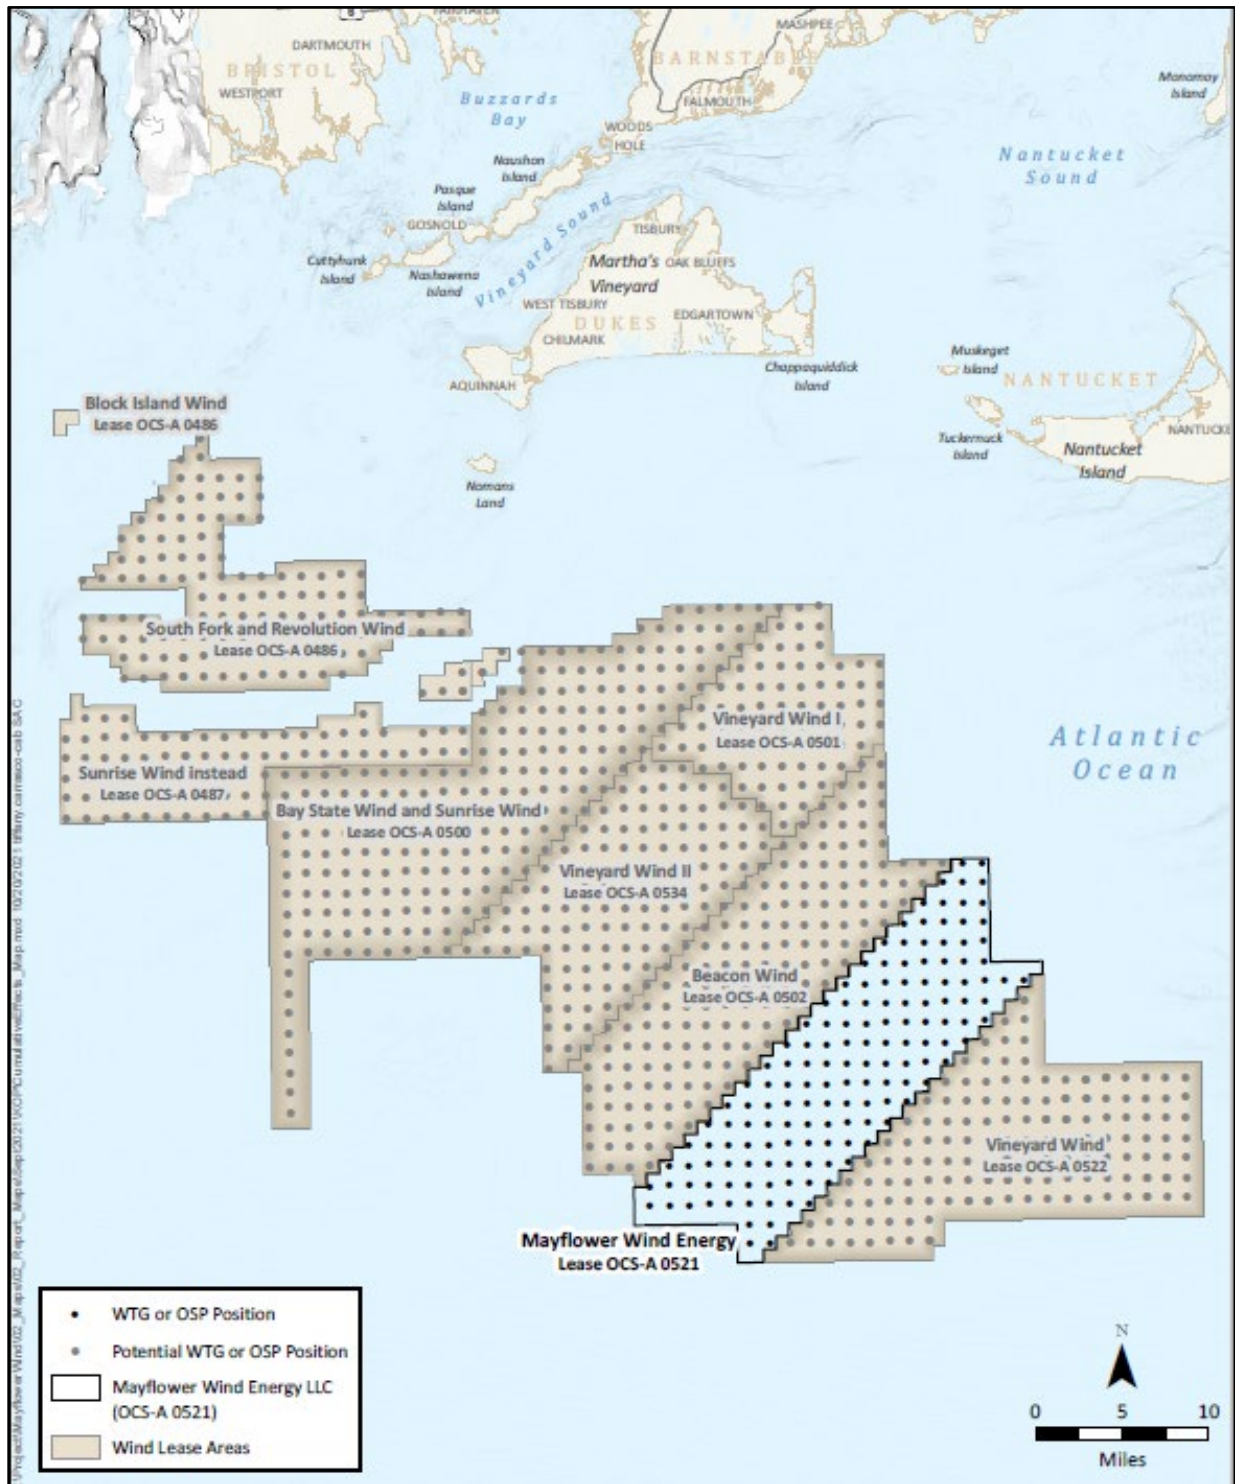 FAIRHAVEN
MASHPEE
DARTMOUTH
BRISTOL
BARNSTABLE
WESTPORT
Buzzards
Bay
FALMOUTH
Monomoy
Island
WOODS
HOLE
Nantucket
Sound
Naushon
Island
Pasque
Island
GOSNOLD
TISBURY
Cuttyhunk
Island
Nashawena
Island
Vineyard Sound
Martha's
Vineyard
OAK BLUFFS
WEST TISBURY
DUKES
EDGARTOWN
CHILMARK
AQUINNAH
Chappaquiddick
Island
Muskeget
Island
NANTUCKET
Block Island Wind
Lease OCS-A 0486
Tuckernuck
Island
NANTUCKE
Nantucket
Island
Nomans
Land
South Fork and Revolution Wind
Lease OCS-A 0486
Vineyard Wind I
Lease OCS-A 0501
Atlantic
Ocean
Sunrise Wind instead
Lease OCS-A 0487
Bay State Wind and Sunrise Wind
Lease OCS-A 0500
Vineyard Wind II
Lease OCS-A 0534
Beacon Wind
Lease OCS-A 0502
Vineyard Wind
Lease OCS-A 0522
Mayflower Wind Energy
Lease OCS-A 0521
WTG or OSP Position
Potential WTG or OSP Position
Mayflower Wind Energy LLC
(OCS-A 0521)
Wind Lease Areas
N
0 5 10
Miles